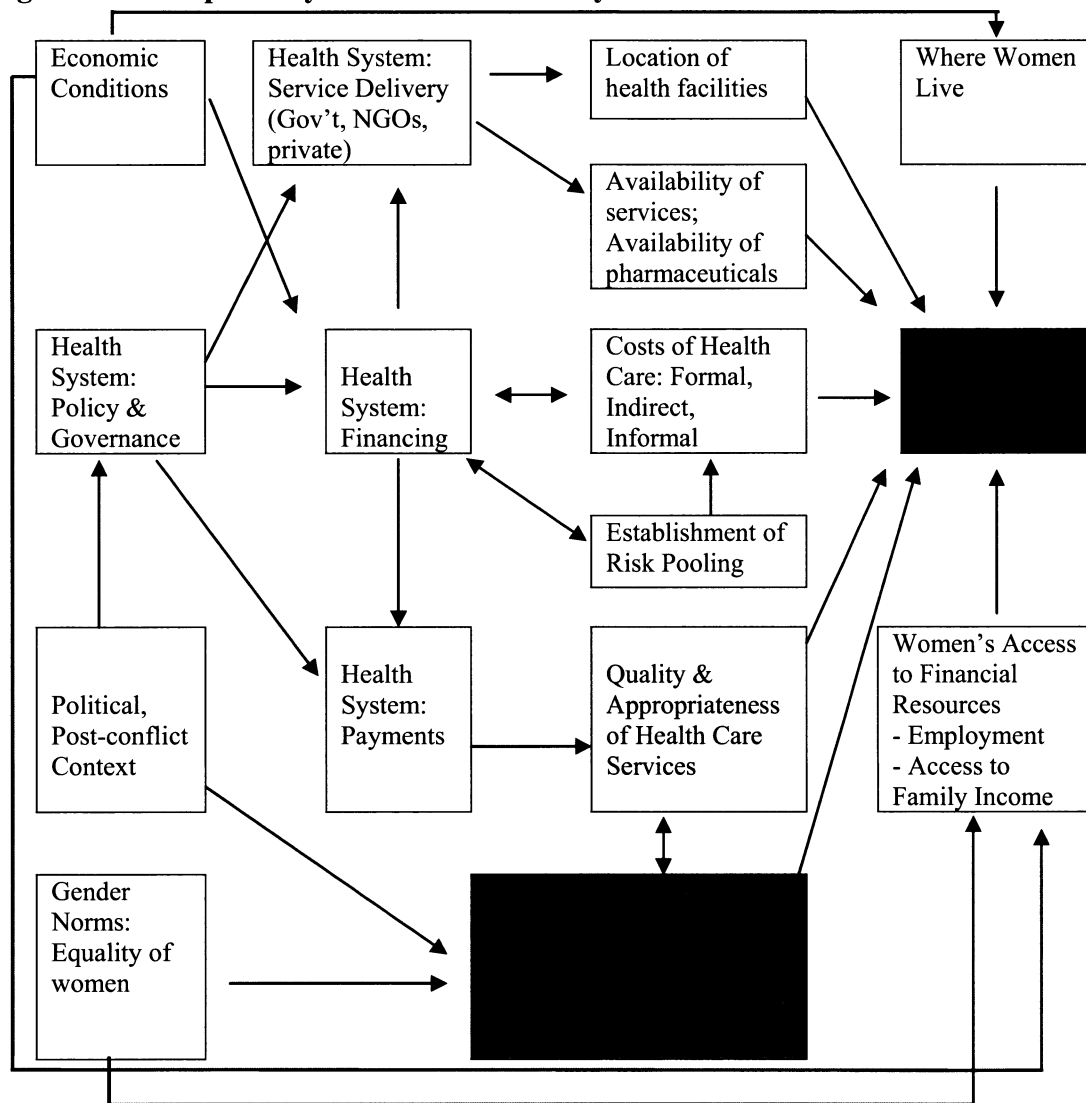 Economic
Conditions
Health System:
Service Delivery
(Gov't, NGOs,
private)
Location of
health facilities
Where Women
Live
Availability of
services;
Availability of
pharmaceuticals
Health
System:
Policy &
Governance
Health
System:
Financing
Costs of Health
Care: Formal,
Indirect,
Informal
Establishment of
Risk Pooling
Political,
Post-conflict
Context
Health
System:
Payments
Quality &
Appropriateness
of Health Care
Services
Women's Access
to Financial
Resources
- Employment
- Access to
Family Income
Gender
Norms:
Equality of
women